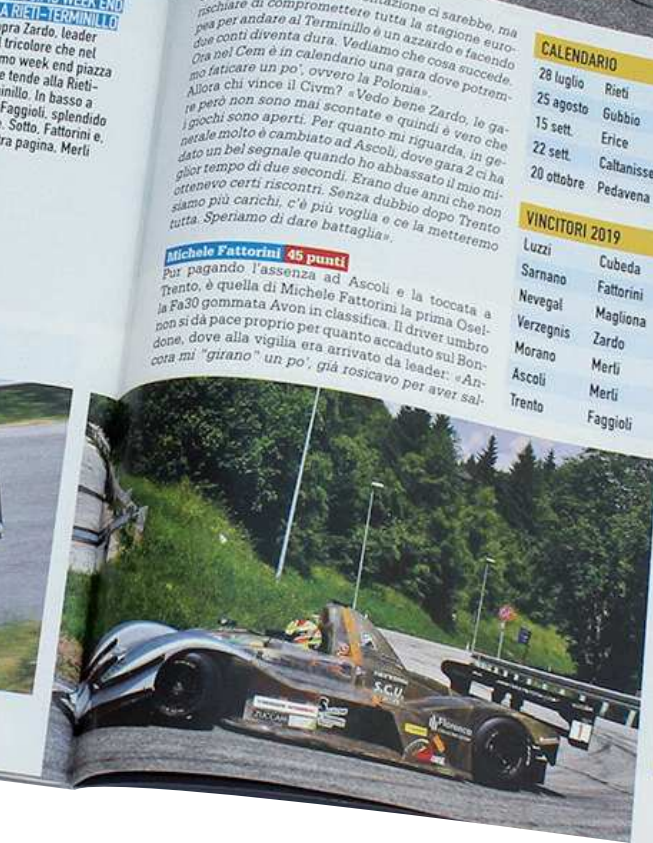 A RIETI-TERMINILLO
pra Zardo, leader
tricolore che nel
mo week end piazza
e tende alla Rieti-
inillo. In basso a
Faggioli, splendido
. Sotto, Fattorini e,
ra pagina, Merli
rischiare di compromettere tutta la stagione euro-
pea per andare al Terminillo è un azzardo e facendo
due conti diventa dura. Vediamo che cosa succede.
Ora nel Cem è in calendario una gara dove potrem-
mo faticare un po', ovvero la Polonia».
Allora chi vince il Civm? «Vedo bene Zardo, le ga-
re però non sono mai scontate e quindi è vero che
i giochi sono aperti. Per quanto mi riguarda, in ge-
nerale molto è cambiato ad Ascoli, dove gara 2 ci ha
dato un bel segnale quando ho abbassato il mio mi-
glior tempo di due secondi. Erano due anni che non
ottenevo certi riscontri. Senza dubbio dopo Trento
siamo più carichi, c'è più voglia e ce la metteremo
tutta. Speriamo di dare battaglia».
Michele Fattorini 45 punti
Pur pagando l'assenza ad Ascoli e la toccata a
Trento, è quella di Michele Fattorini la prima Osel-
la Fa30 gommata Avon in classifica. Il driver umbro
non si dà pace proprio per quanto accaduto sul Bon-
done, dove alla vigilia era arrivato da leader: «An-
cora mi "girano" un po', già rosicavo per aver sal-
CALENDARIO
28 luglio Rieti
25 agosto Gubbio
15 sett. Erice
22 sett. Caltanisse
20 ottobre Pedavena
VINCITORI 2019
Luzzi Cubeda
Sarnano Fattorini
Nevegal Magliona
Verzegnis Zardo
Morano Merli
Ascoli Merli
Trento Faggioli
S.C.U.
ZUCCARI
Florence
1